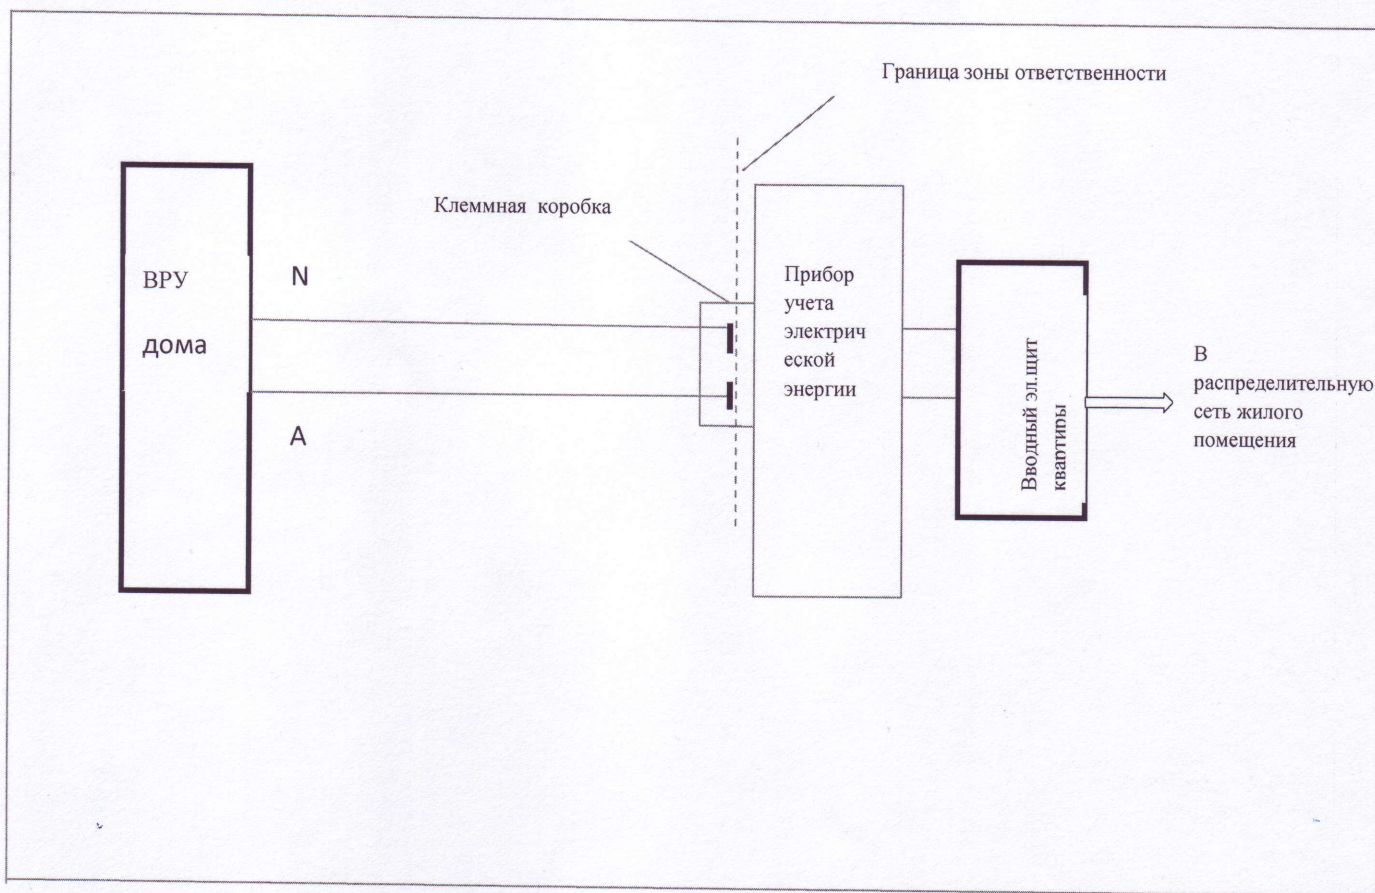 Граница зоны ответственности
Клеммная коробка
ВРУ
дома
N
A
Прибор
учета
электрич
еской
энергии
Вводный эл.щит
квартиры
В
распределительную
сеть жилого
помещения